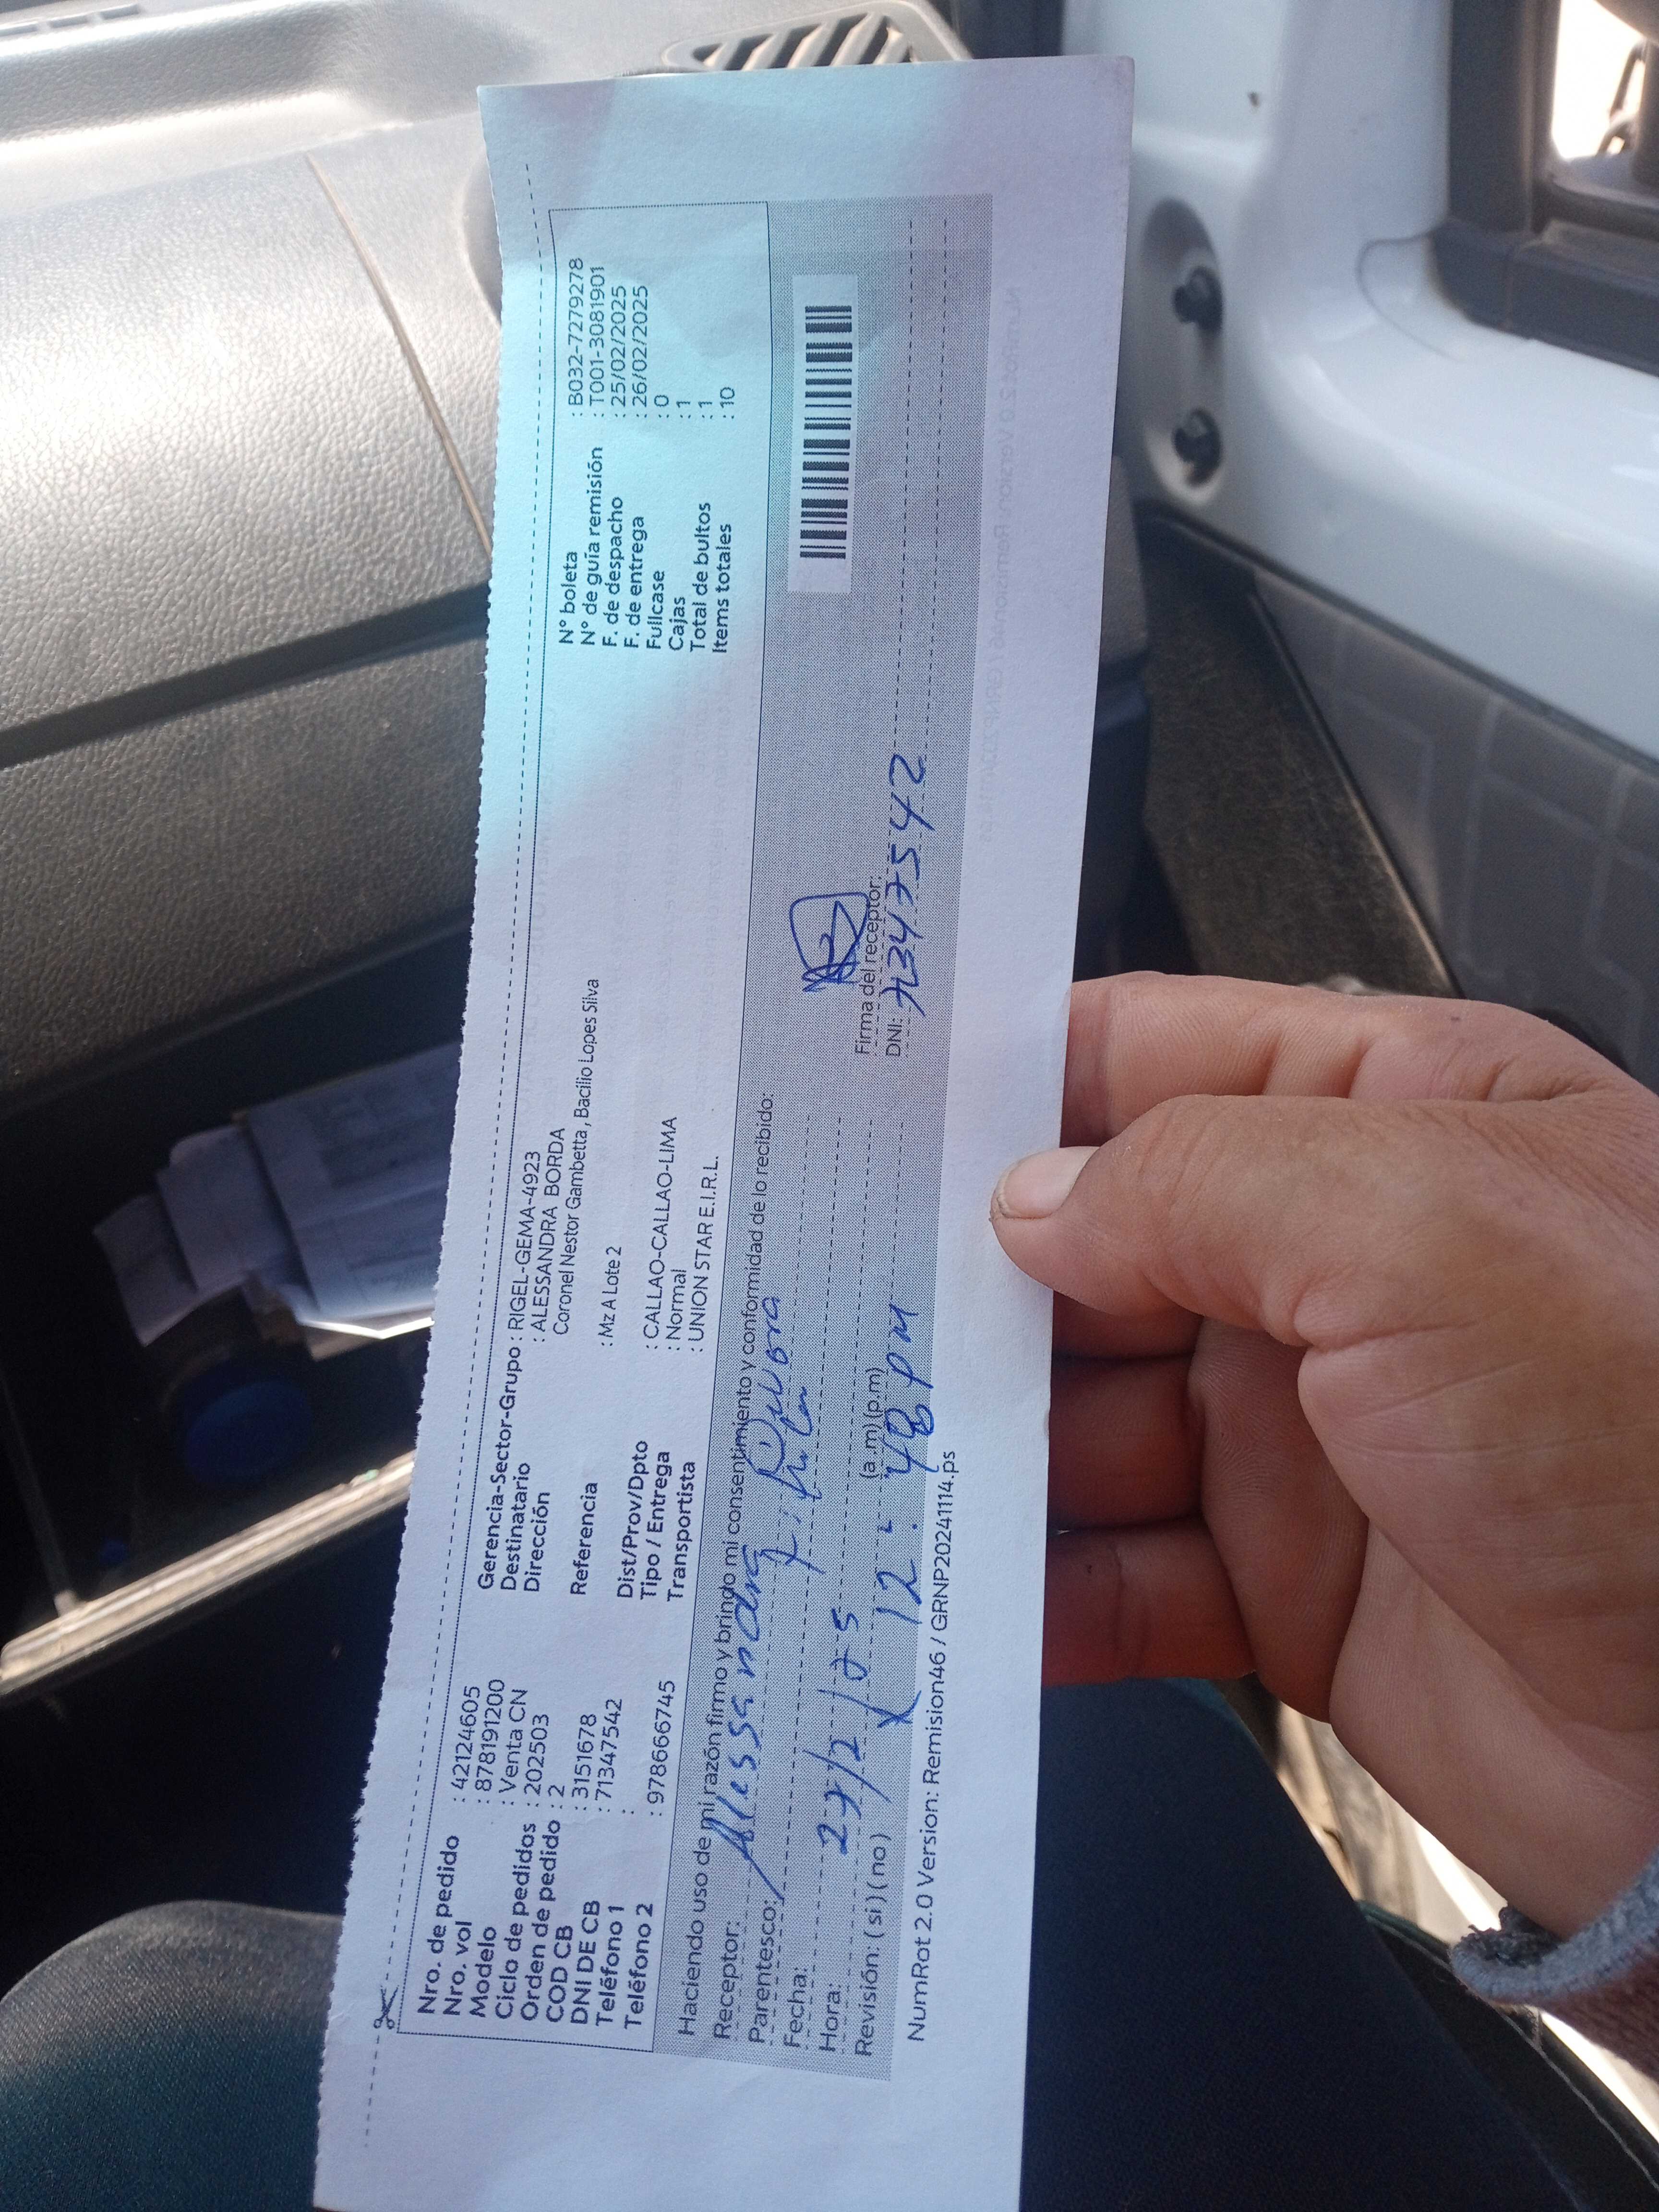 Nro. de pedido : 42124605
Nro. vol : 878191200
Modelo : Venta CN
Ciclo de pedidos : 202503
Orden de pedido : 2
COD CB : 3151678
DNI DE CB : 71347542
Teléfono 1 :
Teléfono 2 : 978666745
Gerencia-Sector-Grupo : RIGEL-GEMA-4923
Destinatario : ALESSANDRA BORDA
Dirección Coronel Nestor Gambetta , Bacilio Lopes Silva
Referencia : Mz A Lote 2
Dist/Prov/Dpto : CALLAO-CALLAO-LIMA
Tipo / Entrega : Normal
Transportista : UNION STAR E.I.R.L.
N° boleta : B032-7279278
N° de guía remisión : T001-3081901
F. de despacho : 25/02/2025
F. de entrega : 26/02/2025
Fullcase : 0
Cajas : 1
Total de bultos : 1
Items totales : 10
Haciendo uso de mi razón firmo y brindo mi consentimiento y conformidad de lo recibido:
Receptor: Alessandra
Parentesco:
Fecha: 27/2/25
Hora: (a.m) (p.m) 12:48 pm
Revisión: ( si ) ( no )
Firma del receptor:
DNI:
NumRot 2.0 Version: Remision46 / GRNP20241114.ps